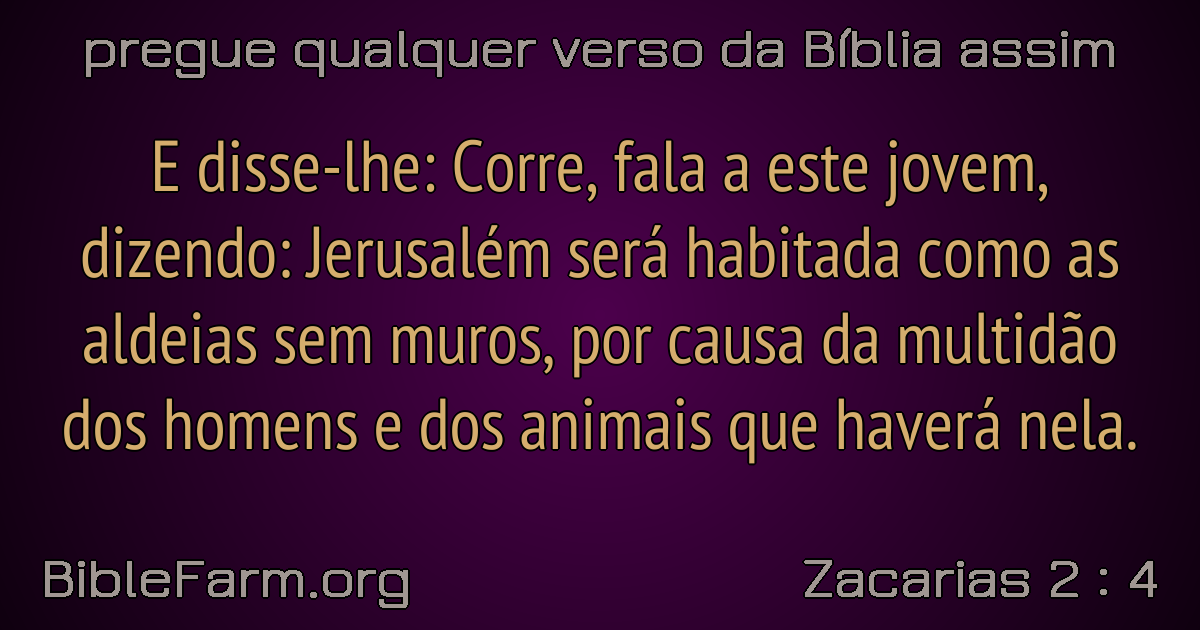 pregue qualquer verso da Bíblia assim
E disse-lhe: Corre, fala a este jovem,
dizendo: Jerusalém será habitada como as
aldeias sem muros, por causa da multidão
dos homens e dos animais que haverá nela.
BibleFarm.org
Zacarias 2 : 4